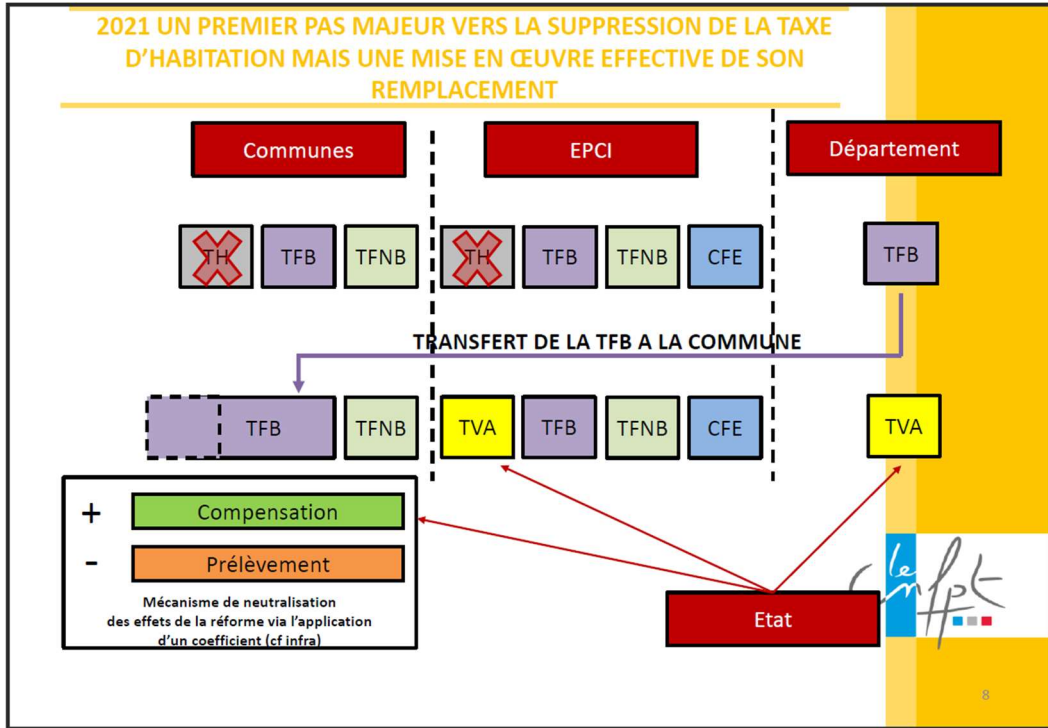 2021 UN PREMIER PAS MAJEUR VERS LA SUPPRESSION DE LA TAXE
D'HABITATION MAIS UNE MISE EN ŒUVRE EFFECTIVE DE SON
REMPLACEMENT
Communes
EPCI
Département
TH
TFB
TFNB
TH
TFB
TFNB
CFE
TFB
TRANSFERT DE LA TFB A LA COMMUNE
TFB
TFNB
TVA
TFB
TFNB
CFE
TVA
+ Compensation
- Prélèvement
Mécanisme de neutralisation
des effets de la réforme via l'application
d'un coefficient (cf infra)
Etat
le cnfpt
8